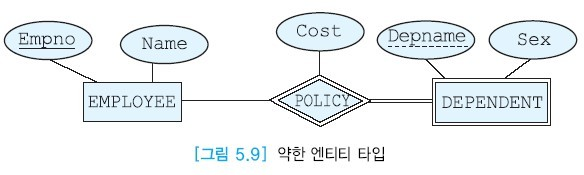 Empno
Name
Cost
Depname
Sex
EMPLOYEE
POLICY
DEPENDENT
[그림 5.9] 약한 엔티티 타입